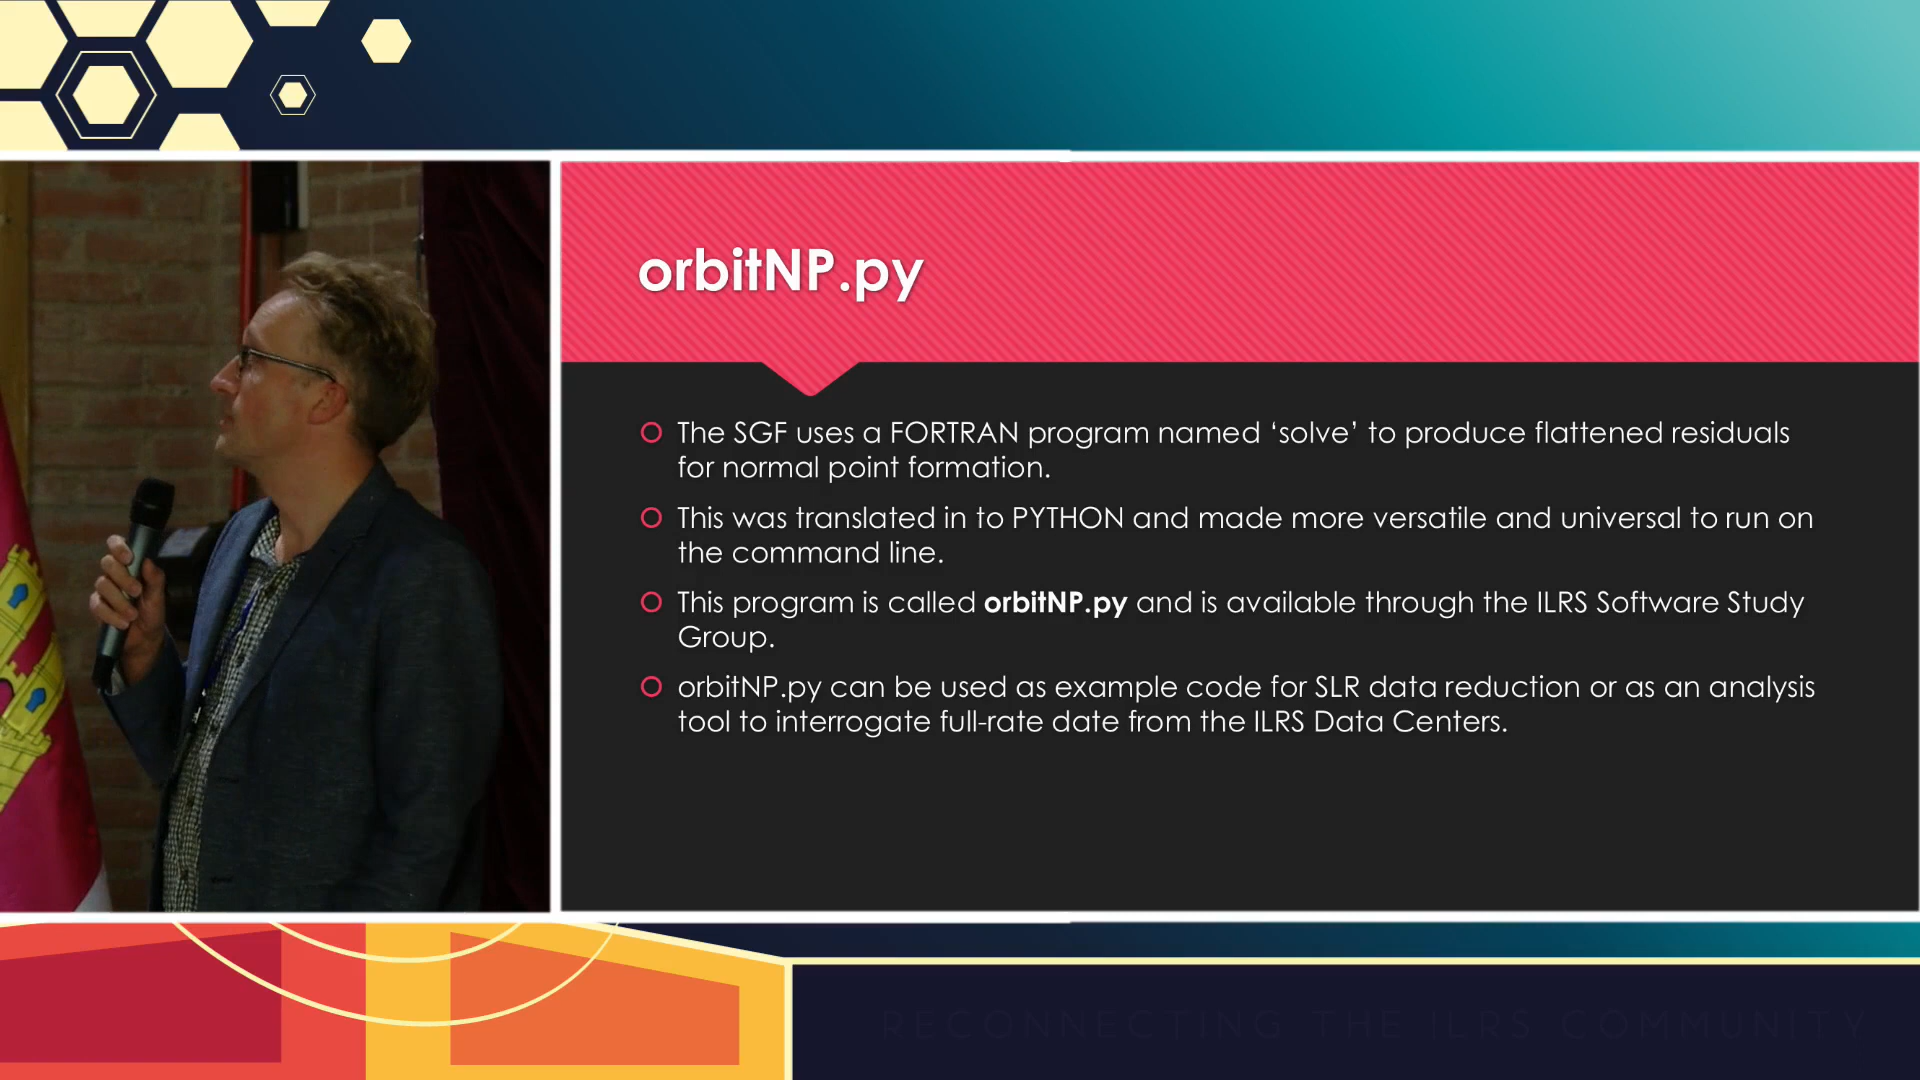 orbitNP.py
The SGF uses a FORTRAN program named ‘solve’ to produce flattened residuals
for normal point formation.
This was translated in to PYTHON and made more versatile and universal to run on
the command line.
This program is called orbitNP.py and is available through the ILRS Software Study
Group.
orbitNP.py can be used as example code for SLR data reduction or as an analysis
tool to interrogate full-rate date from the ILRS Data Centers.
RECONNECTING THE ILRS COMMUNITY